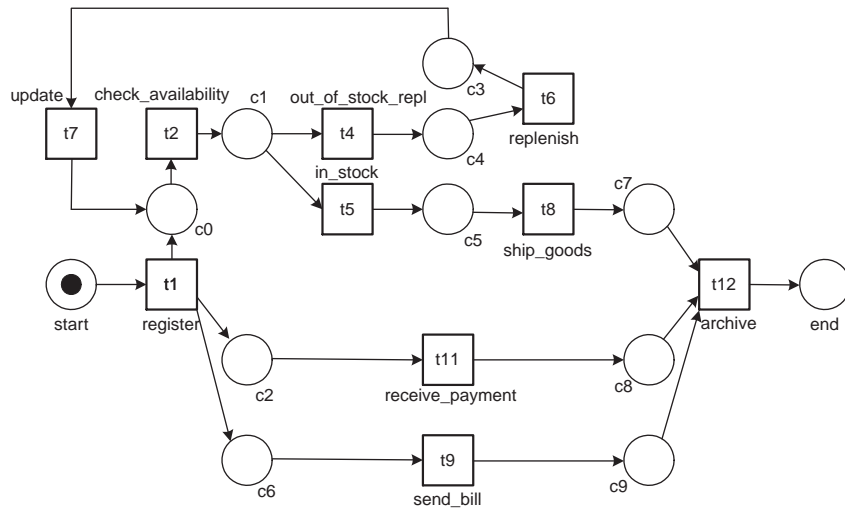 c3
t6
replenish
update
check_availability
c1
out_of_stock_repl
t7
t2
t4
c4
in_stock
c0
t5
c5
t8
ship_goods
c7
start
t1
register
t12
archive
end
c2
t11
receive_payment
c8
c6
t9
send_bill
c9